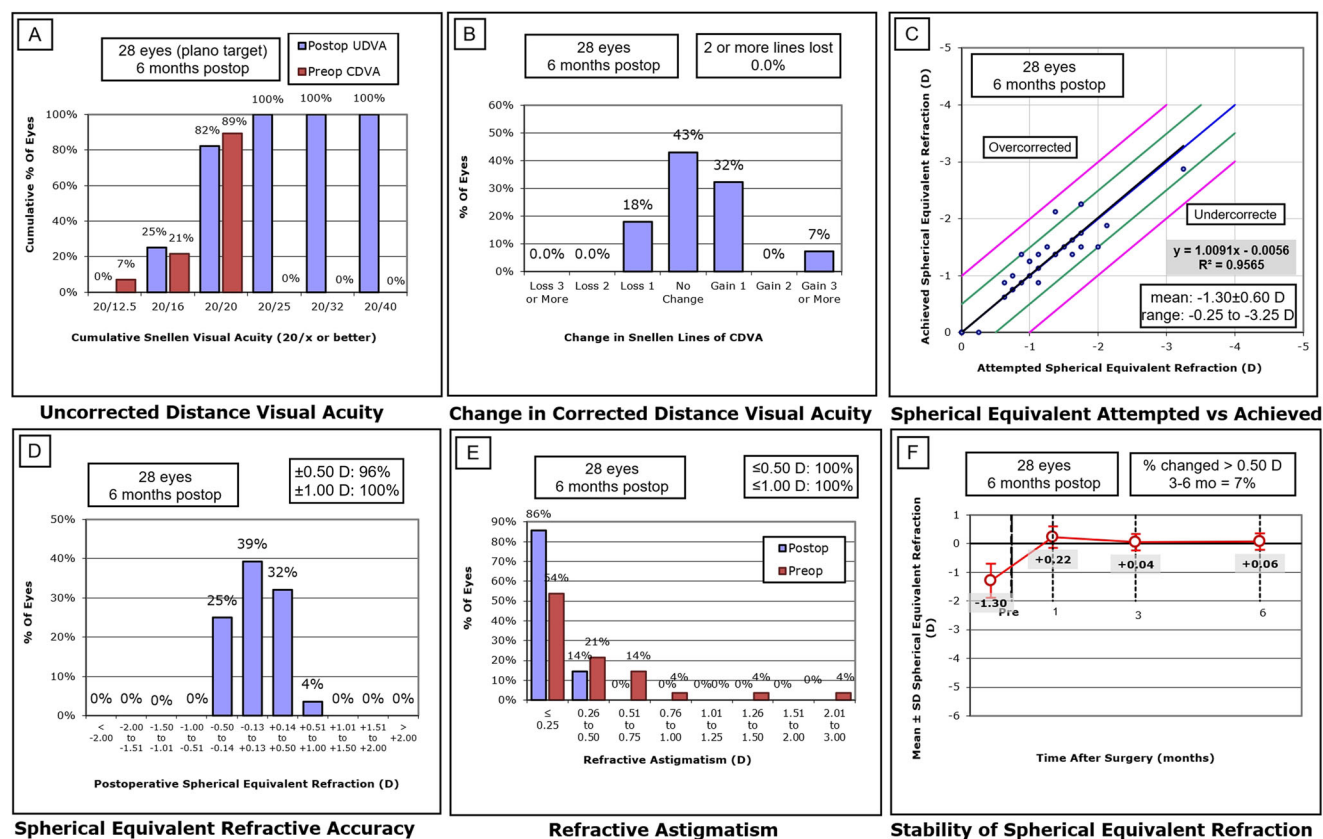 A
28 eyes (plano target)
6 months postop
Postop UDVA
Preop CDVA
Cumulative % Of Eyes
100%
80%
60%
40%
20%
0%
0%
7%
25%
21%
82%
89%
100%
0%
100%
0%
100%
0%
20/12.5 20/16 20/20 20/25 20/32 20/40
Cumulative Snellen Visual Acuity (20/x or better)
Uncorrected Distance Visual Acuity
B
28 eyes
6 months postop
2 or more lines lost
0.0%
% Of Eyes
60%
50%
40%
30%
20%
10%
0%
0.0%
0.0%
18%
43%
32%
0%
7%
Loss 3 or More
Loss 2
Loss 1
No Change
Gain 1
Gain 2
Gain 3 or More
Change in Snellen Lines of CDVA
Change in Corrected Distance Visual Acuity
C
28 eyes
6 months postop
Achieved Spherical Equivalent Refraction (D)
-5
-4
-3
-2
-1
0
Overcorrected
Undercorrecte
y = 1.0091x - 0.0056
R² = 0.9565
mean: -1.30±0.60 D
range: -0.25 to -3.25 D
0 -1 -2 -3 -4 -5
Attempted Spherical Equivalent Refraction (D)
Spherical Equivalent Attempted vs Achieved
D
28 eyes
6 months postop
±0.50 D: 96%
±1.00 D: 100%
% Of Eyes
50%
40%
30%
20%
10%
0%
0%
0%
0%
0%
25%
39%
32%
4%
0%
0%
0%
< -2.00
-2.00 to -1.51
-1.50 to -1.01
-1.00 to -0.51
-0.50 to -0.14
-0.13 to +0.13
+0.14 to +0.50
+0.51 to +1.00
+1.01 to +1.50
+1.51 to +2.00
> +2.00
Postoperative Spherical Equivalent Refraction (D)
Spherical Equivalent Refractive Accuracy
E
28 eyes
6 months postop
≤0.50 D: 100%
≤1.00 D: 100%
Postop
Preop
% Of Eyes
90%
80%
70%
60%
50%
40%
30%
20%
10%
0%
86%
54%
14%
21%
0%
14%
0%
4%
0%
0%
0%
4%
0%
0%
4%
≤ 0.25
0.26 to 0.50
0.51 to 0.75
0.76 to 1.00
1.01 to 1.25
1.26 to 1.50
1.51 to 2.00
2.01 to 3.00
Refractive Astigmatism (D)
Refractive Astigmatism
F
28 eyes
6 months postop
% changed > 0.50 D
3-6 mo = 7%
Mean ± SD Spherical Equivalent Refraction (D)
1
0
-1
-2
-3
-4
-5
-6
-1.30
+0.22
+0.04
+0.06
Pre
1
3
6
Time After Surgery (months)
Stability of Spherical Equivalent Refraction